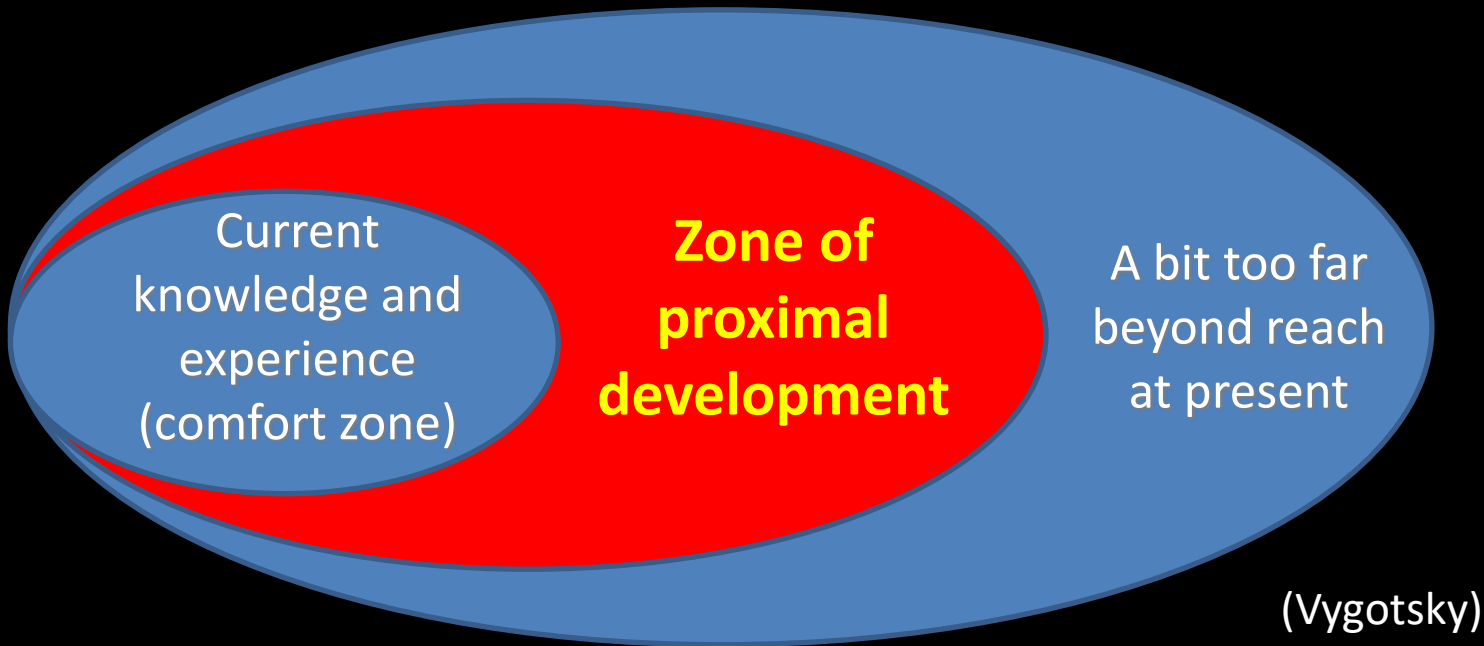 Current
knowledge and
experience
(comfort zone)
Zone of
proximal
development
A bit too far
beyond reach
at present
(Vygotsky)